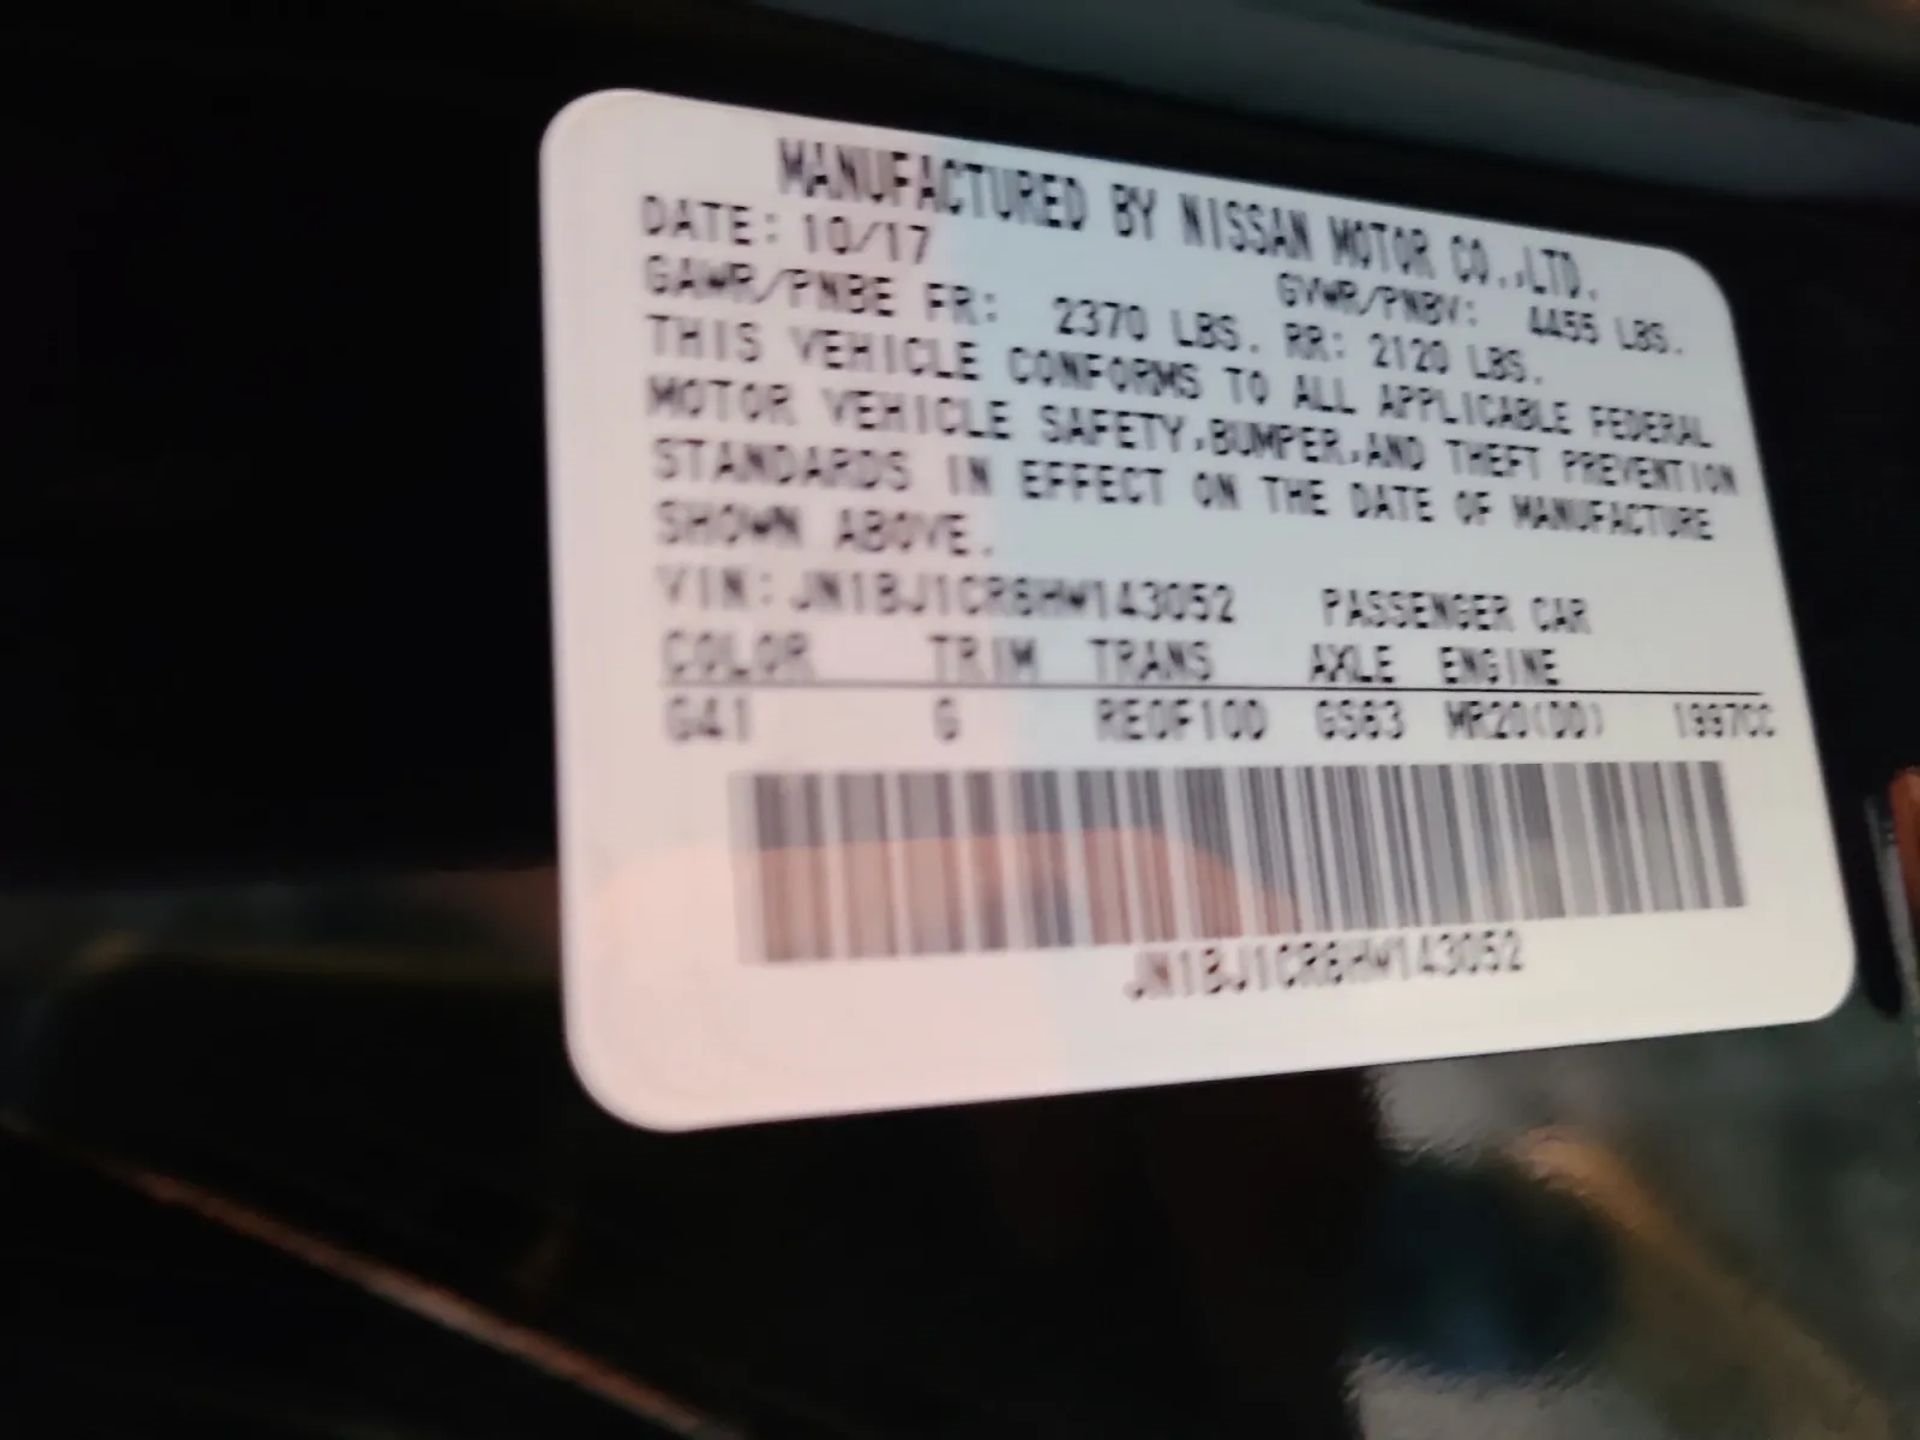 MANUFACTURED BY NISSAN MOTOR CO.,LTD.
DATE: 10/17 GVWR/PNBV: 4455 LBS.
GAWR/PNBE FR: 2370 LBS. RR: 2120 LBS.
THIS VEHICLE CONFORMS TO ALL APPLICABLE FEDERAL
MOTOR VEHICLE SAFETY,BUMPER,AND THEFT PREVENTION
STANDARDS IN EFFECT ON THE DATE OF MANUFACTURE
SHOWN ABOVE.
VIN:JN1BJ1CR6HW143052 PASSENGER CAR
COLOR TRIM TRANS AXLE ENGINE
G41 G RE0F10D GS63 MR20(DD) 1997CC
JN1BJ1CR6HW143052